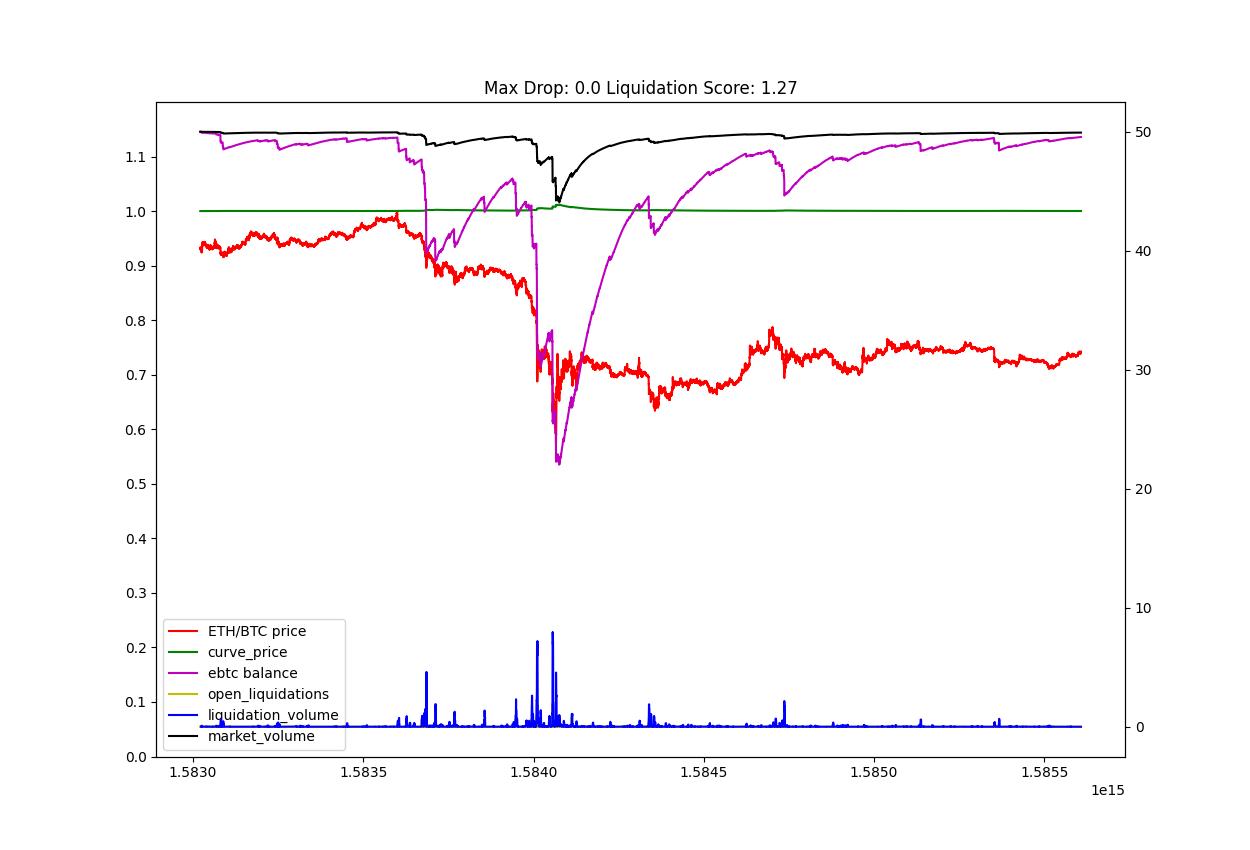 Max Drop: 0.0 Liquidation Score: 1.27
1.1
1.0
0.9
0.8
0.7
0.6
0.5
0.4
0.3
0.2
0.1
0.0
50
40
30
20
10
0
ETH/BTC price
curve_price
ebtc balance
open_liquidations
liquidation_volume
market_volume
1.5830 1.5835 1.5840 1.5845 1.5850 1.5855
1e15